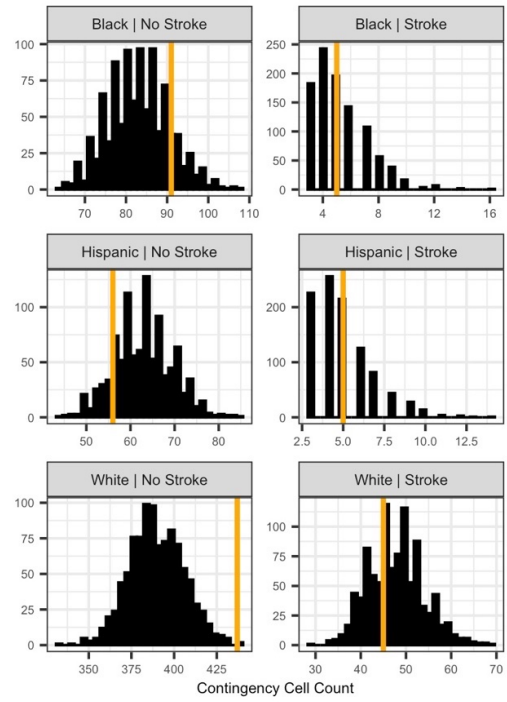 Black | No Stroke
Black | Stroke
100
75
50
25
0
70 80 90 100 110
250
200
150
100
50
0
4 8 12 16
Hispanic | No Stroke
Hispanic | Stroke
100
50
0
50 60 70 80
200
100
0
2.5 5.0 7.5 10.0 12.5
White | No Stroke
White | Stroke
100
75
50
25
0
350 375 400 425
100
75
50
25
0
30 40 50 60 70
Contingency Cell Count